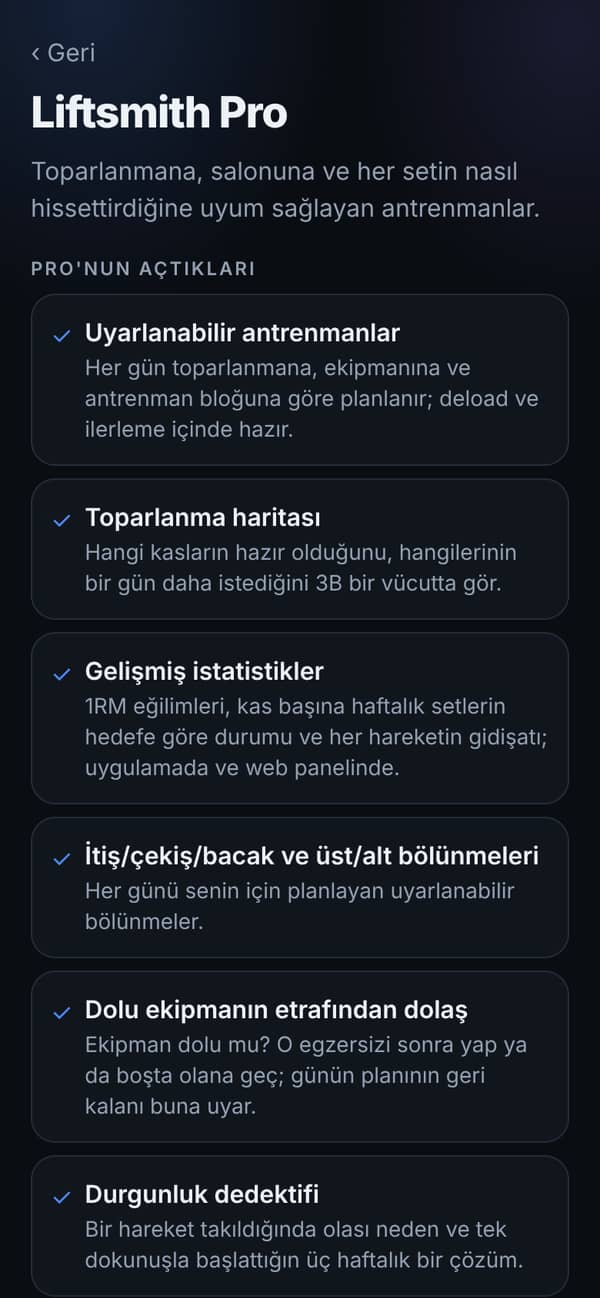 ‹ Geri
Liftsmith Pro
Toparlanmana, salonuna ve her setin nasıl
hissettirdiğine uyum sağlayan antrenmanlar.
PRO'NUN AÇTIKLARI
Uyarlanabilir antrenmanlar
Her gün toparlanmana, ekipmanına ve
antrenman bloğuna göre planlanır; deload ve
ilerleme içinde hazır.
Toparlanma haritası
Hangi kasların hazır olduğunu, hangilerinin
bir gün daha istediğini 3B bir vücutta gör.
Gelişmiş istatistikler
1RM eğilimleri, kas başına haftalık setlerin
hedefe göre durumu ve her hareketin gidişatı;
uygulamada ve web panelinde.
İtiş/çekiş/bacak ve üst/alt bölünmeleri
Her günü senin için planlayan uyarlanabilir
bölünmeler.
Dolu ekipmanın etrafından dolaş
Ekipman dolu mu? O egzersizi sonra yap ya
da boşta olana geç; günün planının geri
kalanı buna uyar.
Durgunluk dedektifi
Bir hareket takıldığında olası neden ve tek
dokunuşla başlattığın üç haftalık bir çözüm.